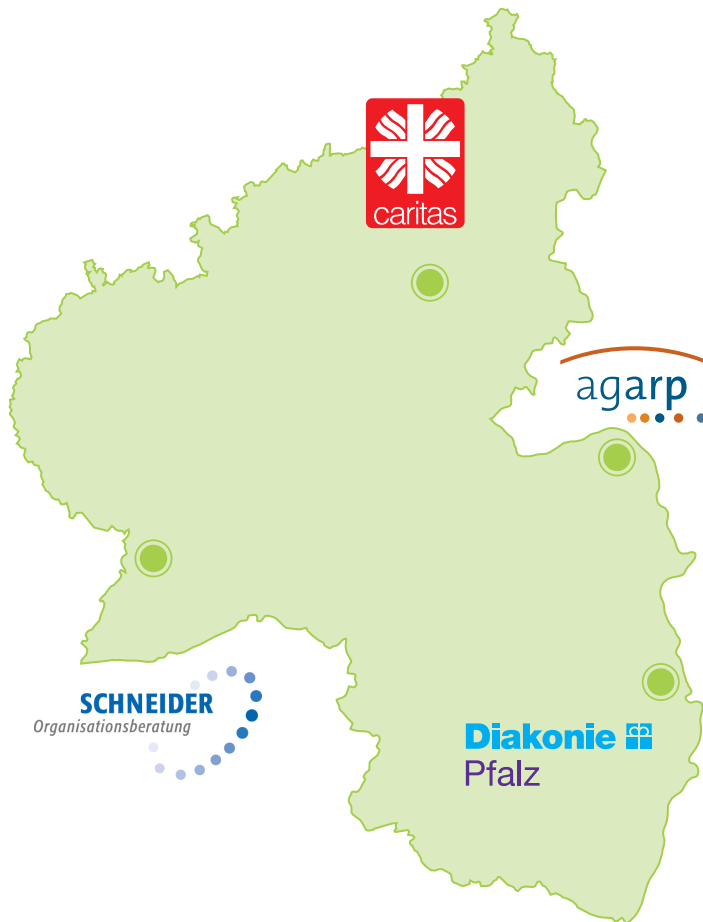 caritas
agarp
SCHNEIDER
Organisationsberatung
Diakonie
Pfalz